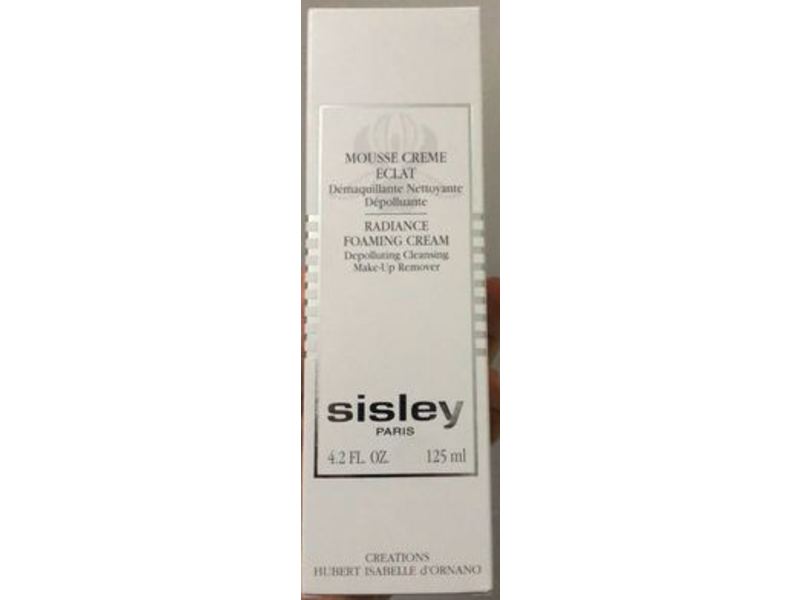 MOUSSE CREME
ECLAT
Démaquillante Nettoyante
Dépolluante
RADIANCE
FOAMING CREAM
Depolluting Cleansing
Make-Up Remover
sisley
PARIS
4.2 FL. OZ. 125 ml
CREATIONS
HUBERT ISABELLE d'ORNANO